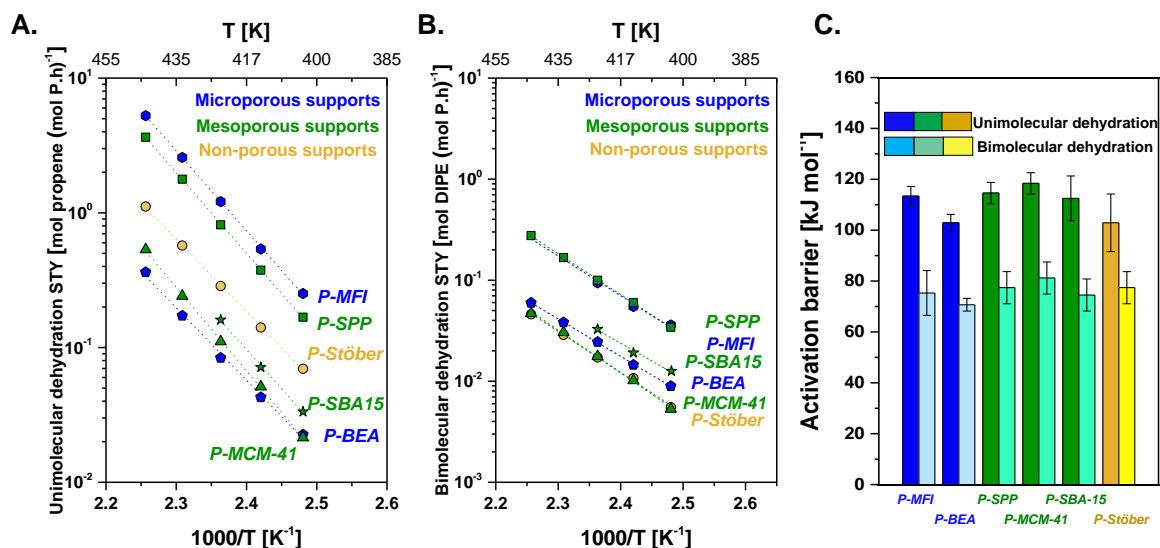 A.
T [K]
455 435 417 400 385
Unimolecular dehydration STY [mol propene (mol P.h)⁻¹]
10¹
10⁰
10⁻¹
10⁻²
Microporous supports
Mesoporous supports
Non-porous supports
P-MFI
P-SPP
P-Stöber
P-SBA15
P-BEA
P-MCM-41
2.2 2.3 2.4 2.5 2.6
1000/T [K⁻¹]
B.
T [K]
455 435 417 400 385
Bimolecular dehydration STY [mol DIPE (mol P.h)⁻¹]
10¹
10⁰
10⁻¹
10⁻²
10⁻³
Microporous supports
Mesoporous supports
Non-porous supports
P-SPP
P-MFI
P-SBA15
P-BEA
P-MCM-41
P-Stöber
2.2 2.3 2.4 2.5 2.6
1000/T [K⁻¹]
C.
Activation barrier [kJ mol⁻¹]
160
140
120
100
80
60
40
20
0
Unimolecular dehydration
Bimolecular dehydration
P-MFI P-SPP P-SBA-15
P-BEA P-MCM-41 P-Stöber